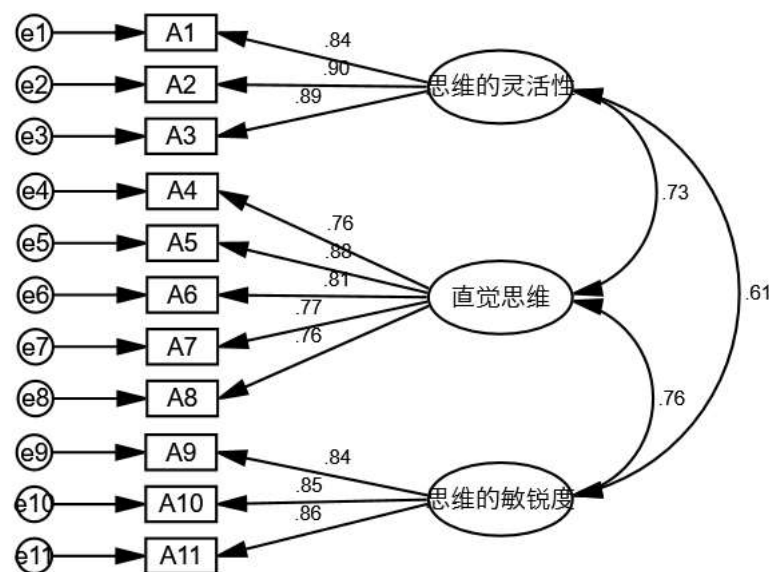 e1 A1
.84
e2 A2 .90 思维的灵活性
.89
e3 A3
e4 A4
.73
.76
e5 A5
.88
e6 A6 .81 直觉思维 .61
.77
e7 A7
.76
e8 A8 .76
e9 A9
.84
e10 A10 .85 思维的敏锐度
.86
e11 A11